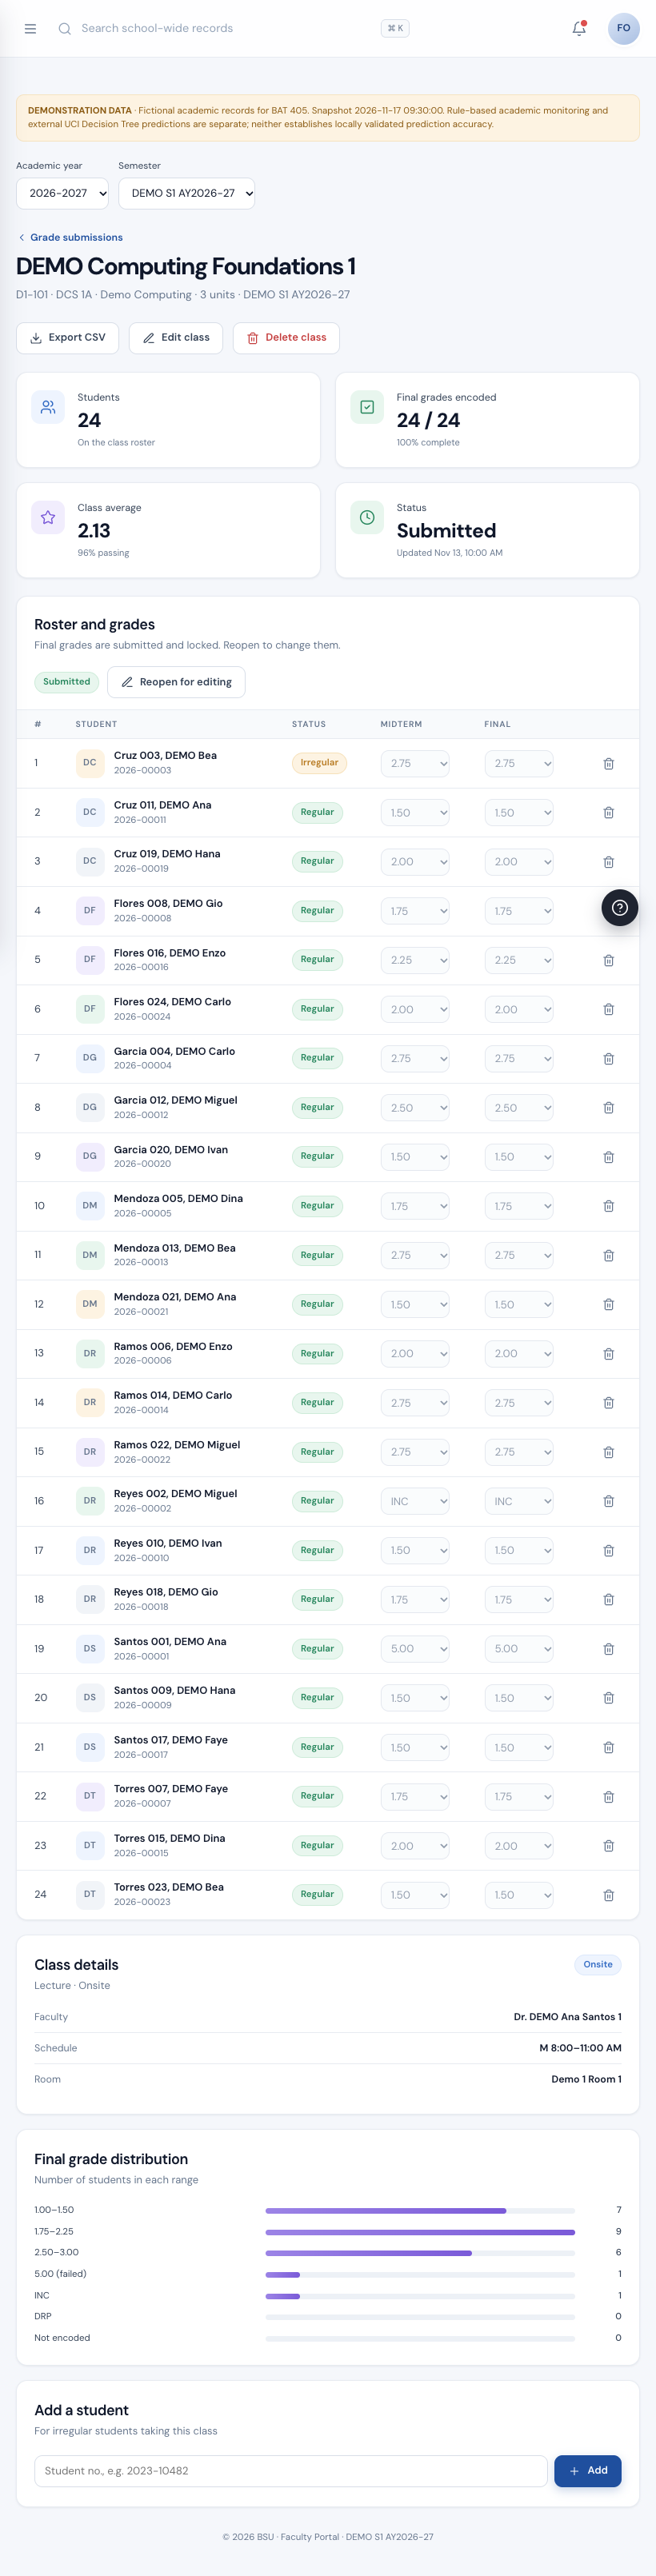 Search school-wide records
⌘ K
FO
DEMONSTRATION DATA · Fictional academic records for BAT 405. Snapshot 2026-11-17 09:30:00. Rule-based academic monitoring and
external UCI Decision Tree predictions are separate; neither establishes locally validated prediction accuracy.
Academic year
Semester
2026-2027
DEMO S1 AY2026-27
Grade submissions
DEMO Computing Foundations 1
D1-101 · DCS 1A · Demo Computing · 3 units · DEMO S1 AY2026-27
Export CSV
Edit class
Delete class
Students
24
On the class roster
Final grades encoded
24 / 24
100% complete
Class average
2.13
96% passing
Status
Submitted
Updated Nov 13, 10:00 AM
Roster and grades
Final grades are submitted and locked. Reopen to change them.
Submitted
Reopen for editing
# STUDENT STATUS MIDTERM FINAL
1 DC Cruz 003, DEMO Bea Irregular 2.75 2.75
2026-00003
2 DC Cruz 011, DEMO Ana Regular 1.50 1.50
2026-00011
3 DC Cruz 019, DEMO Hana Regular 2.00 2.00
2026-00019
4 DF Flores 008, DEMO Gio Regular 1.75 1.75
2026-00008
5 DF Flores 016, DEMO Enzo Regular 2.25 2.25
2026-00016
6 DF Flores 024, DEMO Carlo Regular 2.00 2.00
2026-00024
7 DG Garcia 004, DEMO Carlo Regular 2.75 2.75
2026-00004
8 DG Garcia 012, DEMO Miguel Regular 2.50 2.50
2026-00012
9 DG Garcia 020, DEMO Ivan Regular 1.50 1.50
2026-00020
10 DM Mendoza 005, DEMO Dina Regular 1.75 1.75
2026-00005
11 DM Mendoza 013, DEMO Bea Regular 2.75 2.75
2026-00013
12 DM Mendoza 021, DEMO Ana Regular 1.50 1.50
2026-00021
13 DR Ramos 006, DEMO Enzo Regular 2.00 2.00
2026-00006
14 DR Ramos 014, DEMO Carlo Regular 2.75 2.75
2026-00014
15 DR Ramos 022, DEMO Miguel Regular 2.75 2.75
2026-00022
16 DR Reyes 002, DEMO Miguel Regular INC INC
2026-00002
17 DR Reyes 010, DEMO Ivan Regular 1.50 1.50
2026-00010
18 DR Reyes 018, DEMO Gio Regular 1.75 1.75
2026-00018
19 DS Santos 001, DEMO Ana Regular 5.00 5.00
2026-00001
20 DS Santos 009, DEMO Hana Regular 1.50 1.50
2026-00009
21 DS Santos 017, DEMO Faye Regular 1.50 1.50
2026-00017
22 DT Torres 007, DEMO Faye Regular 1.75 1.75
2026-00007
23 DT Torres 015, DEMO Dina Regular 2.00 2.00
2026-00015
24 DT Torres 023, DEMO Bea Regular 1.50 1.50
2026-00023
Class details
Onsite
Lecture · Onsite
Faculty Dr. DEMO Ana Santos 1
Schedule M 8:00–11:00 AM
Room Demo 1 Room 1
Final grade distribution
Number of students in each range
1.00–1.50 7
1.75–2.25 9
2.50–3.00 6
5.00 (failed) 1
INC 1
DRP 0
Not encoded 0
Add a student
For irregular students taking this class
Student no., e.g. 2023-10482
Add
© 2026 BSU · Faculty Portal · DEMO S1 AY2026-27